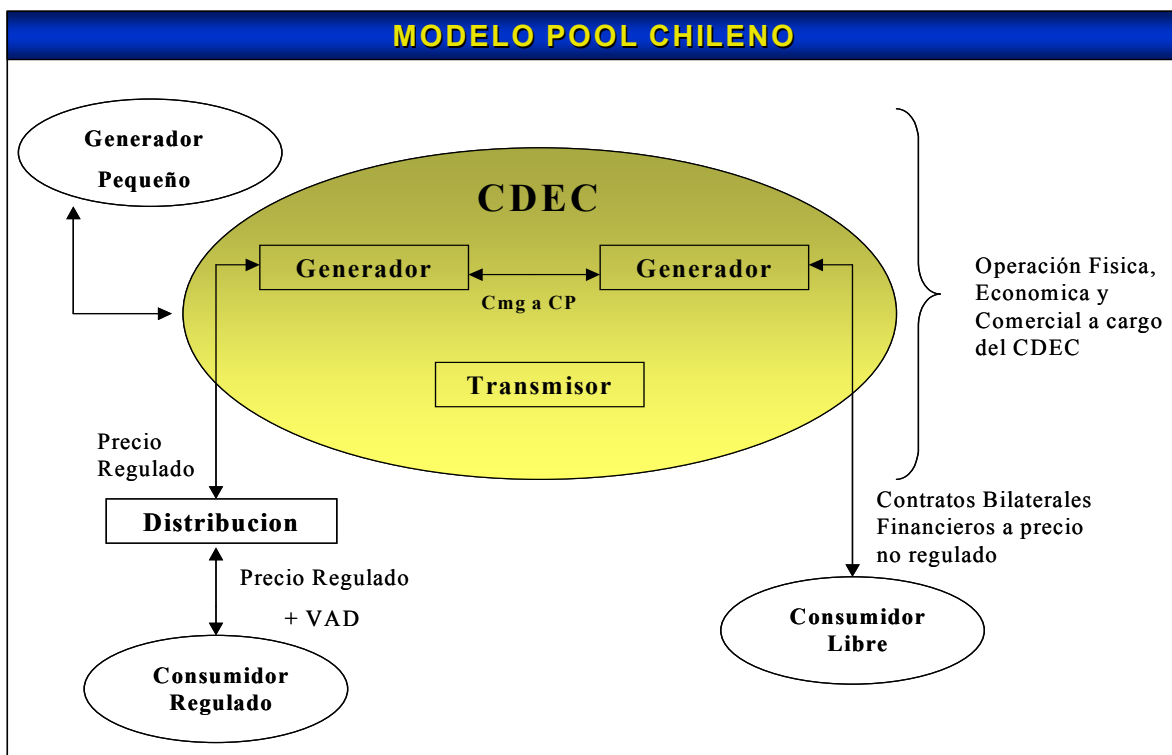 MODELO POOL CHILENO
Generador
Pequeño
CDEC
Generador
Generador
Cmg a CP
Transmisor
Operación Fisica,
Economica y
Comercial a cargo
del CDEC
Precio
Regulado
Distribucion
Precio Regulado
+ VAD
Consumidor
Regulado
Contratos Bilaterales
Financieros a precio
no regulado
Consumidor
Libre